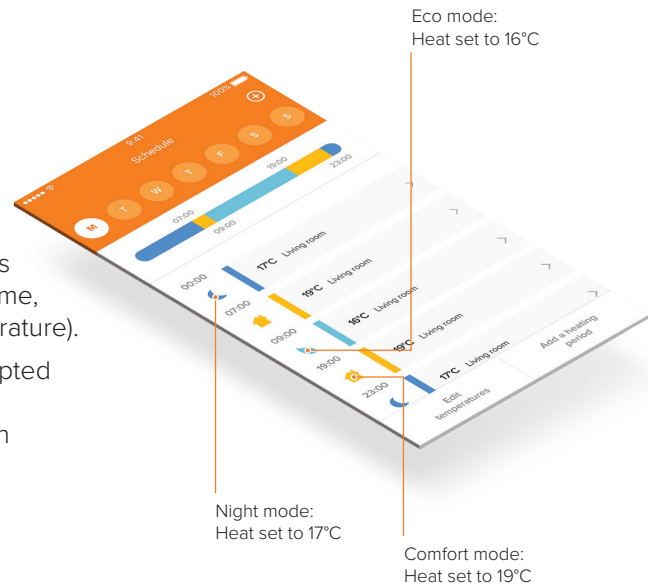 Eco mode:
Heat set to 16°C
9:41
100%
Schedule
M T W T F S S
07:00
09:00
19:00
23:00
00:00
17°C Living room
07:00
19°C Living room
09:00
16°C Living room
19:00
19°C Living room
23:00
17°C Living room
Edit
temperatures
Add a heating
period
s
me,
rature).
pted
n
Night mode:
Heat set to 17°C
Comfort mode:
Heat set to 19°C